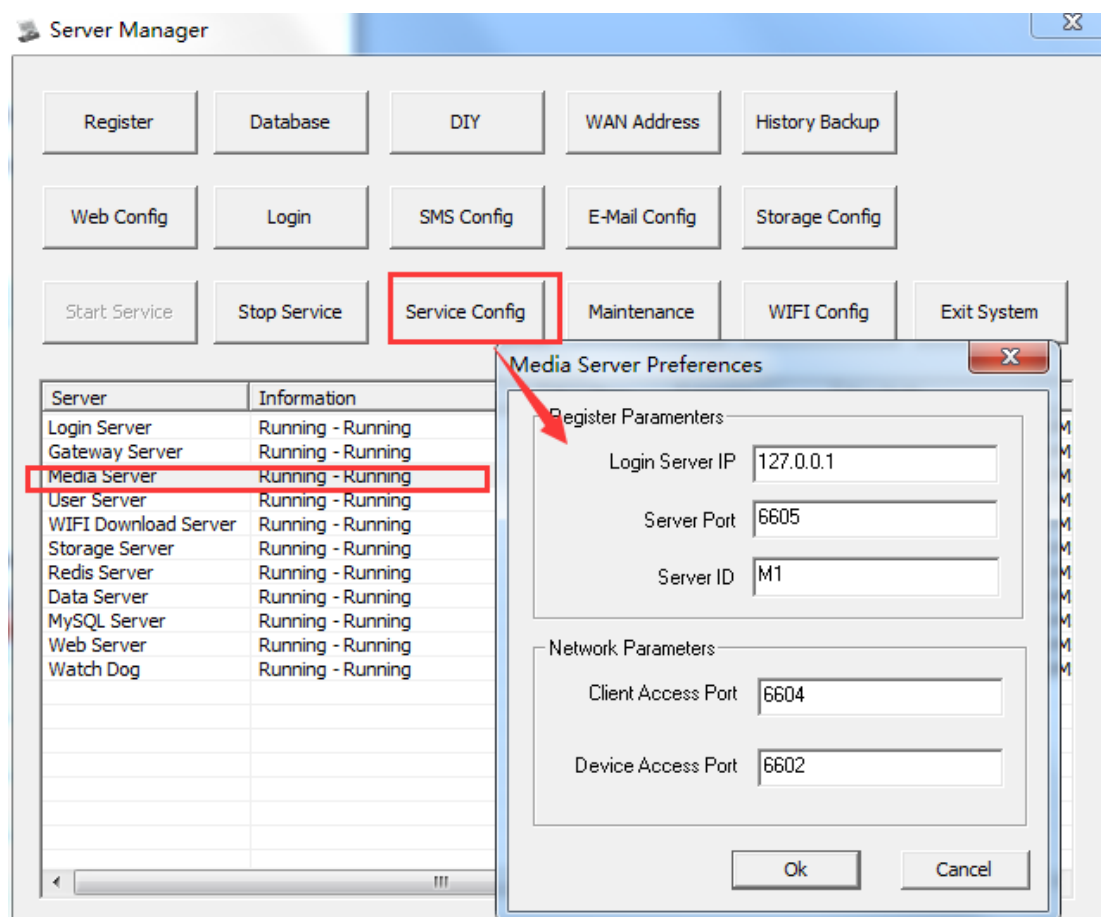 Server Manager
Register Database DIY WAN Address History Backup
Web Config Login SMS Config E-Mail Config Storage Config
Start Service Stop Service Service Config Maintenance WIFI Config Exit System
Server Information
Login Server Running - Running
Gateway Server Running - Running
Media Server Running - Running
User Server Running - Running
WIFI Download Server Running - Running
Storage Server Running - Running
Redis Server Running - Running
Data Server Running - Running
MySQL Server Running - Running
Web Server Running - Running
Watch Dog Running - Running
Media Server Preferences
Register Paramenters
Login Server IP 127.0.0.1
Server Port 6605
Server ID M1
Network Parameters
Client Access Port 6604
Device Access Port 6602
Ok Cancel